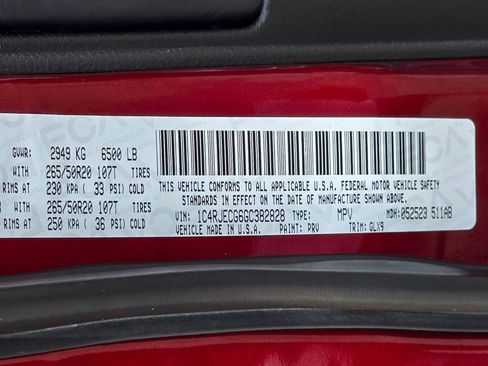 GVWR: 2949 KG 6500 LB
WITH 265/50R20 107T TIRES
RIMS AT 230 KPA ( 33 PSI) COLD
WITH 265/50R20 107T TIRES
RIMS AT 250 KPA ( 36 PSI) COLD
THIS VEHICLE CONFORMS TO ALL APPLICABLE U.S.A. FEDERAL MOTOR VEHICLE SAFETY
STANDARDS IN EFFECT ON THE DATE OF MANUFACTURE SHOWN ABOVE.
VIN: 1C4RJECG6GC382828 TYPE: MPV MDH: 052523 511AB
VEHICLE MADE IN U.S.A. PAINT: PRV TRIM: GLX9